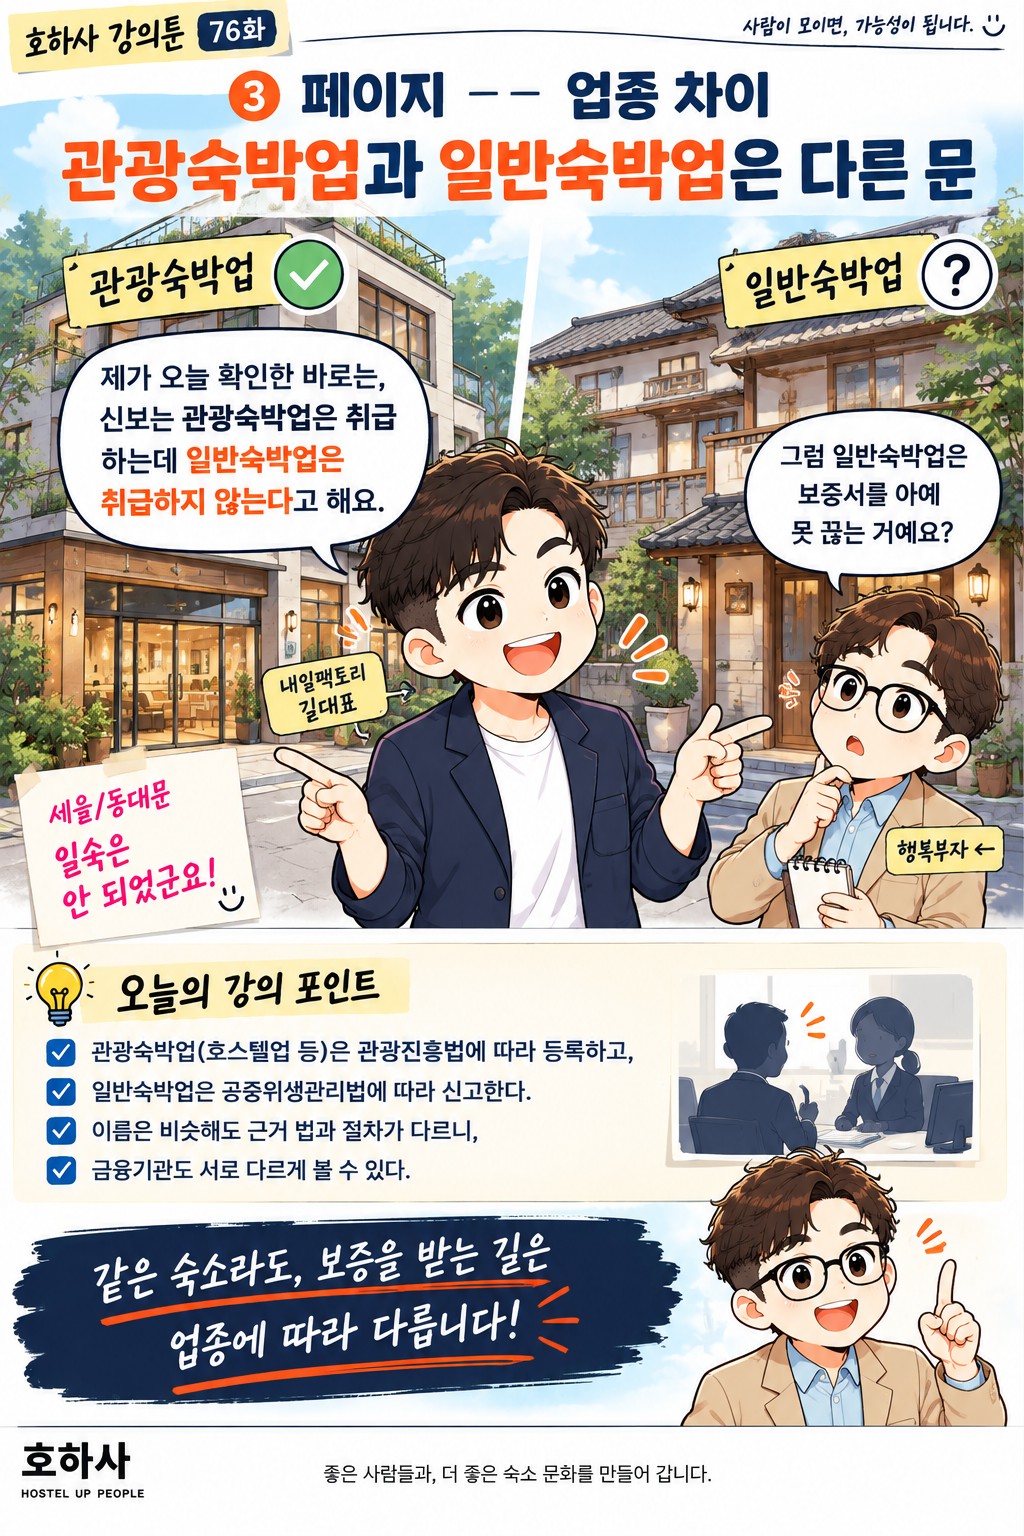 호하사 강의툰 76화
사람이 모이면, 가능성이 됩니다.
3 페이지 -- 업종 차이
관광숙박업과 일반숙박업은 다른 문
관광숙박업
일반숙박업 ?
제가 오늘 확인한 바로는,
신보는 관광숙박업은 취급
하는데 일반숙박업은
취급하지 않는다고 해요.
그럼 일반숙박업은
보증서를 아예
못 끊는 거예요?
내일팩토리
길대표
세을/동대문
일숙은
안 되었군요!
행복부자 ←
오늘의 강의 포인트
관광숙박업(호스텔업 등)은 관광진흥법에 따라 등록하고,
일반숙박업은 공중위생관리법에 따라 신고한다.
이름은 비슷해도 근거 법과 절차가 다르니,
금융기관도 서로 다르게 볼 수 있다.
같은 숙소라도, 보증을 받는 길은
업종에 따라 다릅니다!
호하사
HOSTEL UP PEOPLE
좋은 사람들과, 더 좋은 숙소 문화를 만들어 갑니다.